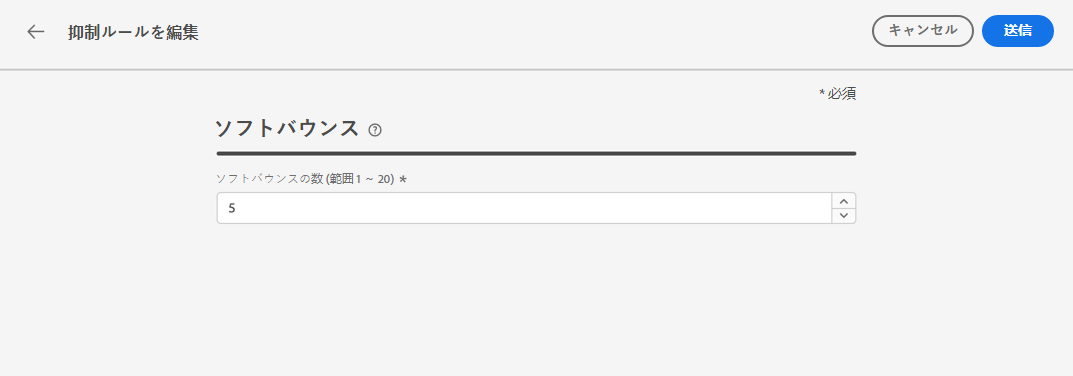 抑制ルールを編集
キャンセル
送信
* 必須
ソフトバウンス
ソフトバウンスの数 (範囲 1 ~ 20) *
5